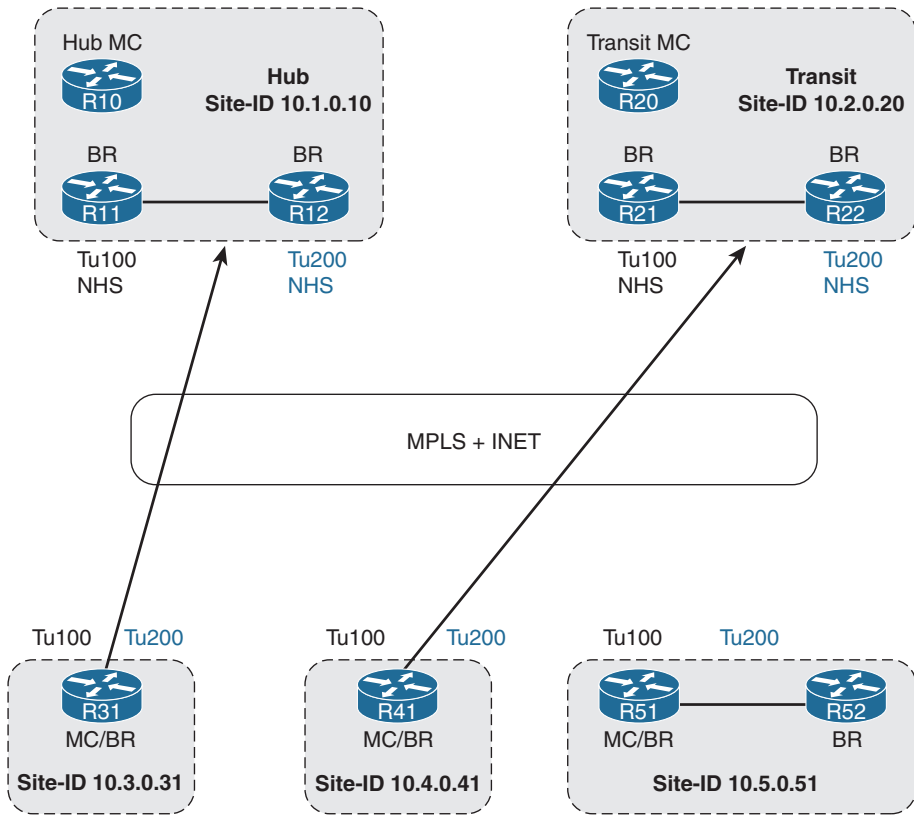 Hub MC
R10
Hub
Site-ID 10.1.0.10
BR
BR
R11
R12
Tu100
NHS
Tu200
NHS
Transit MC
R20
Transit
Site-ID 10.2.0.20
BR
BR
R21
R22
Tu100
NHS
Tu200
NHS
MPLS + INET
Tu100
Tu200
R31
MC/BR
Site-ID 10.3.0.31
Tu100
Tu200
R41
MC/BR
Site-ID 10.4.0.41
Tu100
Tu200
R51
R52
MC/BR
BR
Site-ID 10.5.0.51